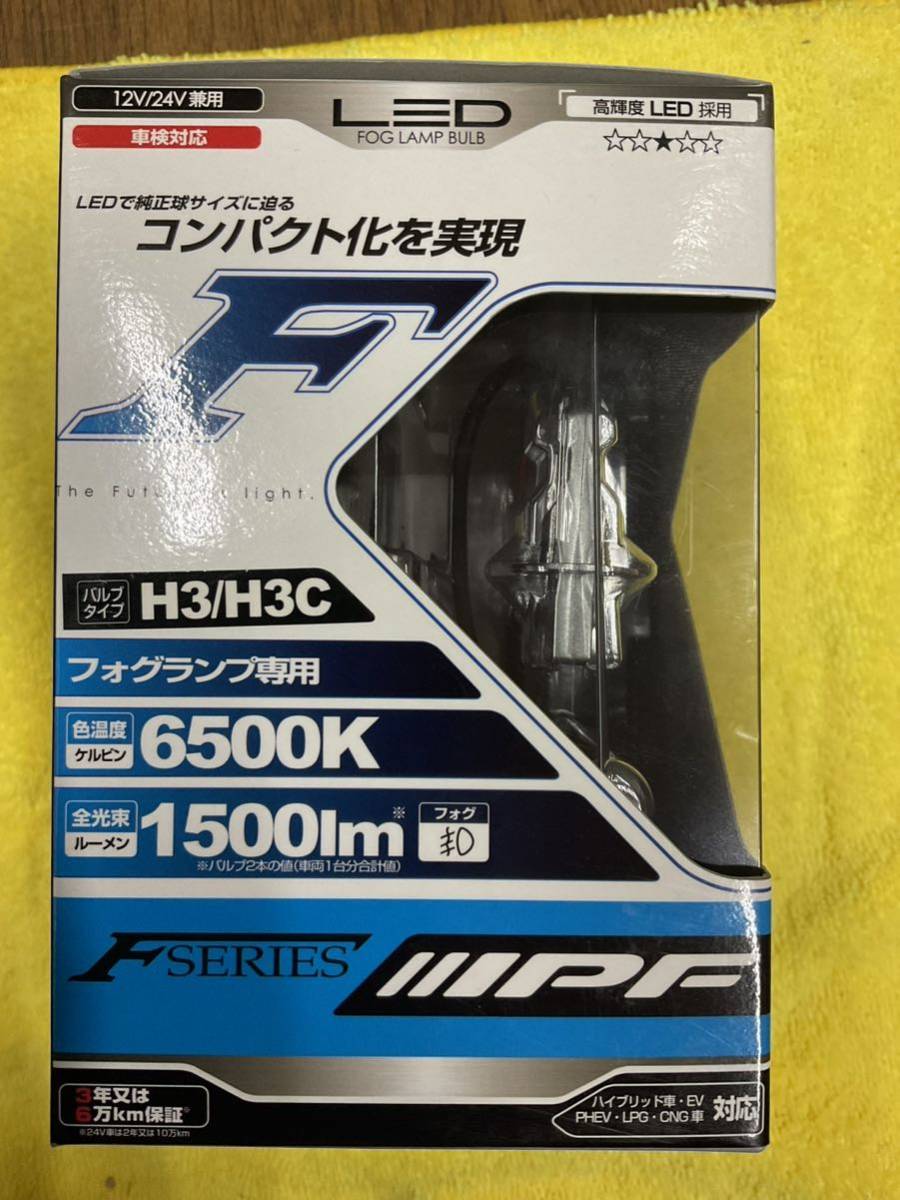 12V/24V兼用
車検対応
LED
FOG LAMP BULB
高輝度 LED 採用
☆☆★☆☆
LEDで純正球サイズに迫る
コンパクト化を実現
F
The Futu light.
バルブ
タイプ
H3/H3C
フォグランプ専用
色温度
ケルビン
6500K
全光束
ルーメン
1500lm※
フォグ
※バルブ2本の値(車両1台分合計値)
F SERIES
IPF
3年又は
6万km保証※
※24V車は2年又は10万km
ハイブリッド車・EV
PHEV・LPG・CNG車
対応